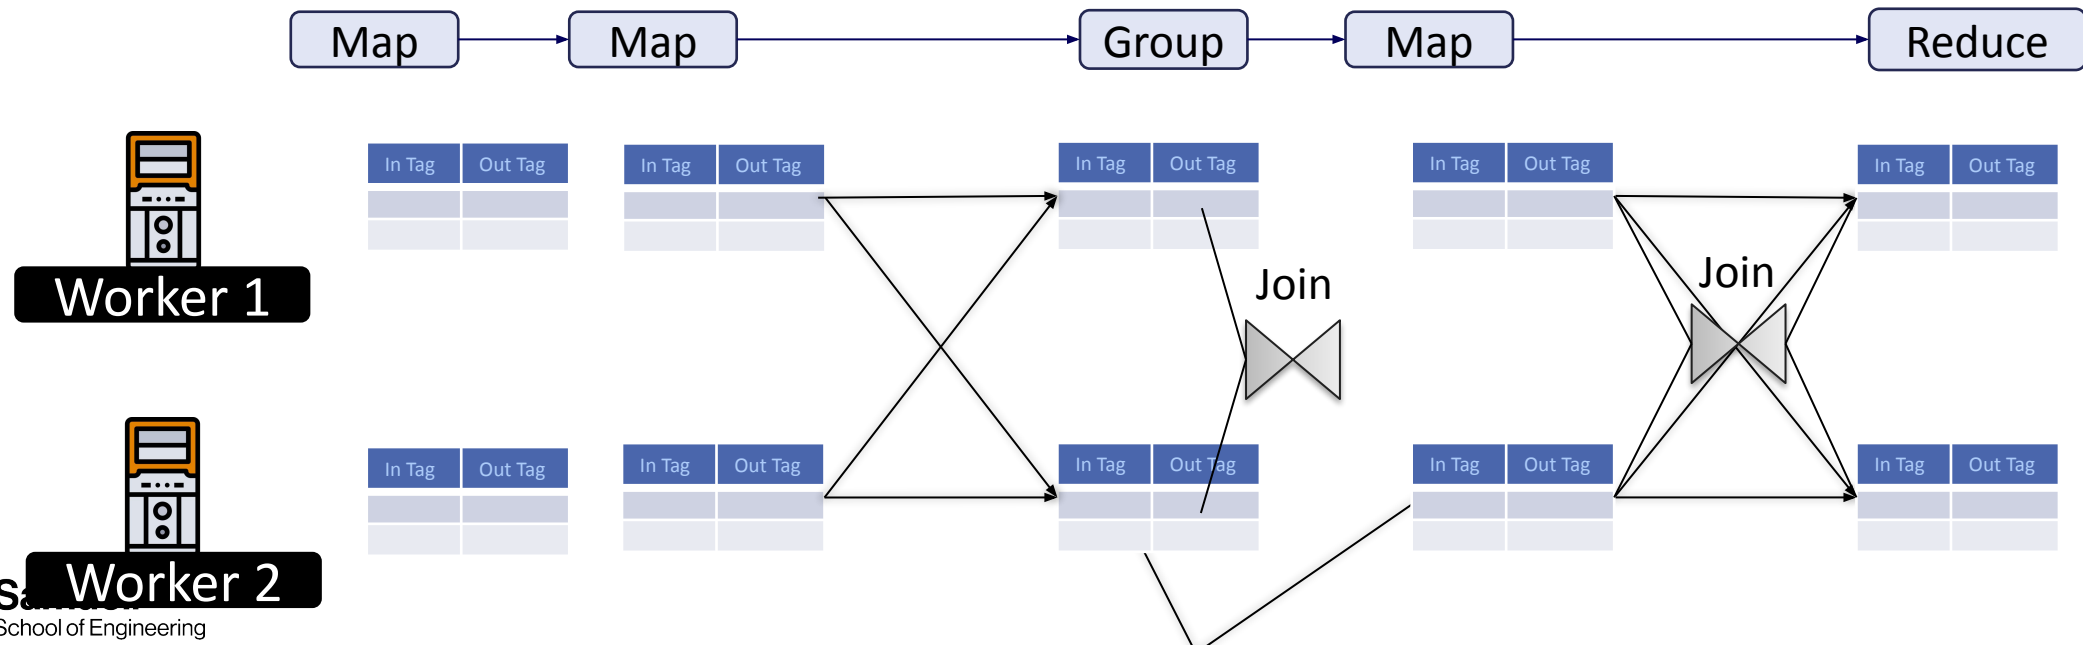 Map Map Group Map Reduce
In Tag Out Tag In Tag Out Tag In Tag Out Tag In Tag Out Tag In Tag Out Tag
Join
Join
Worker 1
In Tag Out Tag In Tag Out Tag In Tag Out Tag In Tag Out Tag In Tag Out Tag
Worker 2
School of Engineering